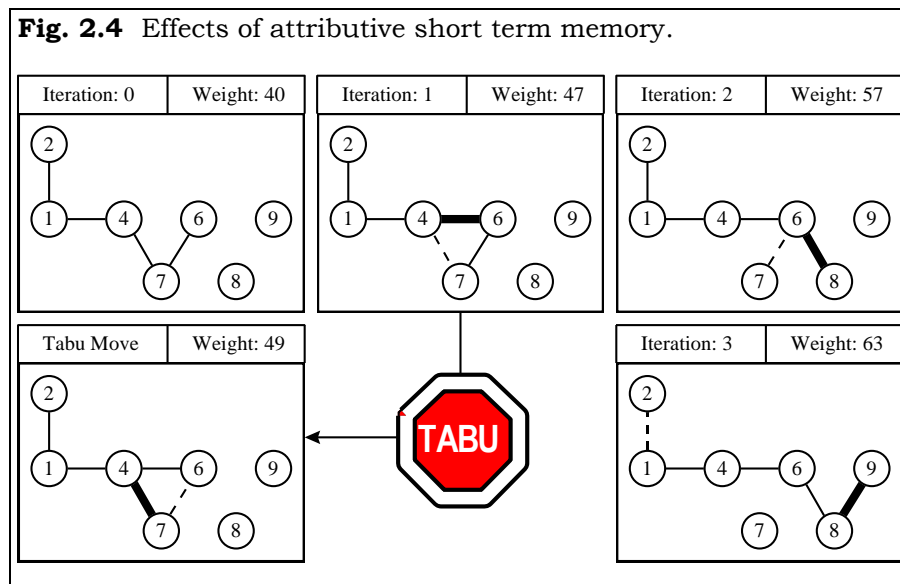 Fig. 2.4 Effects of attributive short term memory.
Iteration: 0 Weight: 40
2
1 4 6 9
7 8
Iteration: 1 Weight: 47
2
1 4 6 9
7 8
Iteration: 2 Weight: 57
2
1 4 6 9
7 8
Tabu Move Weight: 49
2
1 4 6 9
7 8
TABU
Iteration: 3 Weight: 63
2
1 4 6 9
7 8